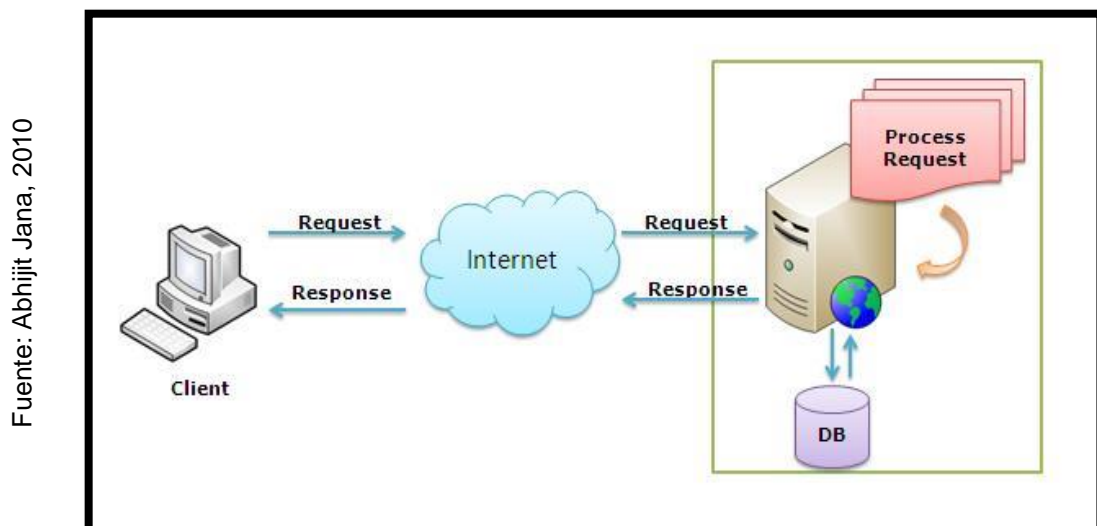 Fuente: Abhijit Jana, 2010
Process
Request
Request
Request
Internet
Response
Response
Client
DB